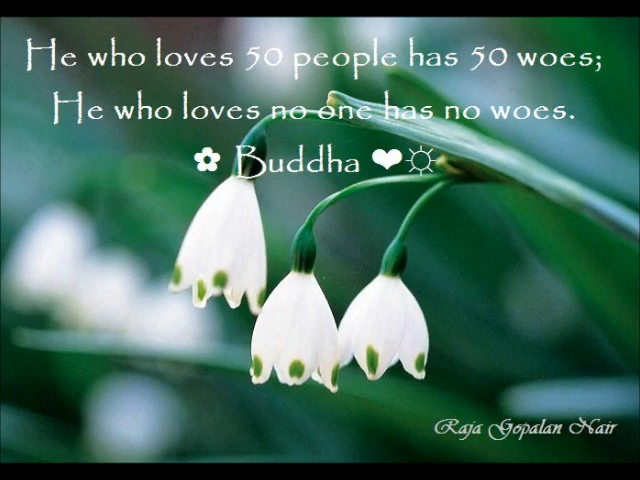 He who loves 50 people has 50 woes;
He who loves no one has no woes.
✿ Buddha ❤☼
Raja Gopalan Nair